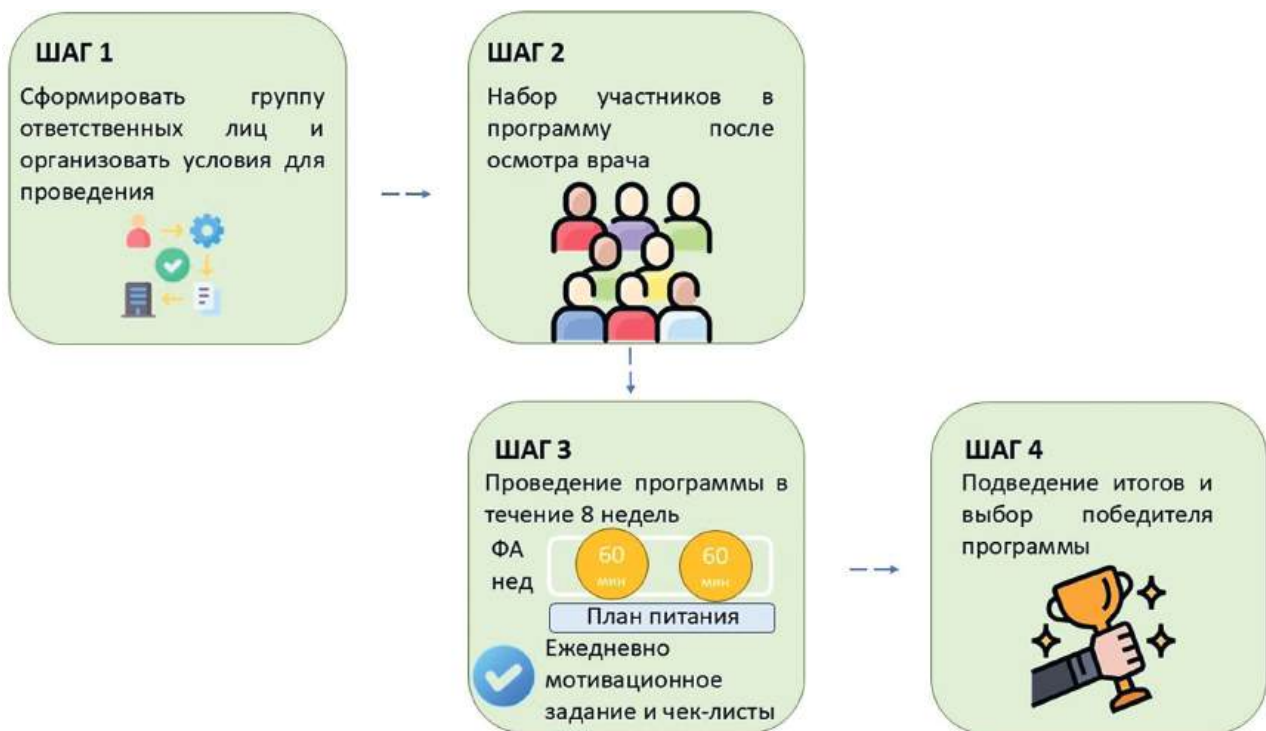 ШАГ 1
Сформировать группу
ответственных лиц и
организовать условия для
проведения
ШАГ 2
Набор участников в
программу после
осмотра врача
ШАГ 3
Проведение программы в
течение 8 недель
ФА
нед
60
мин
60
мин
План питания
Ежедневно
мотивационное
задание и чек-листы
ШАГ 4
Подведение итогов и
выбор победителя
программы